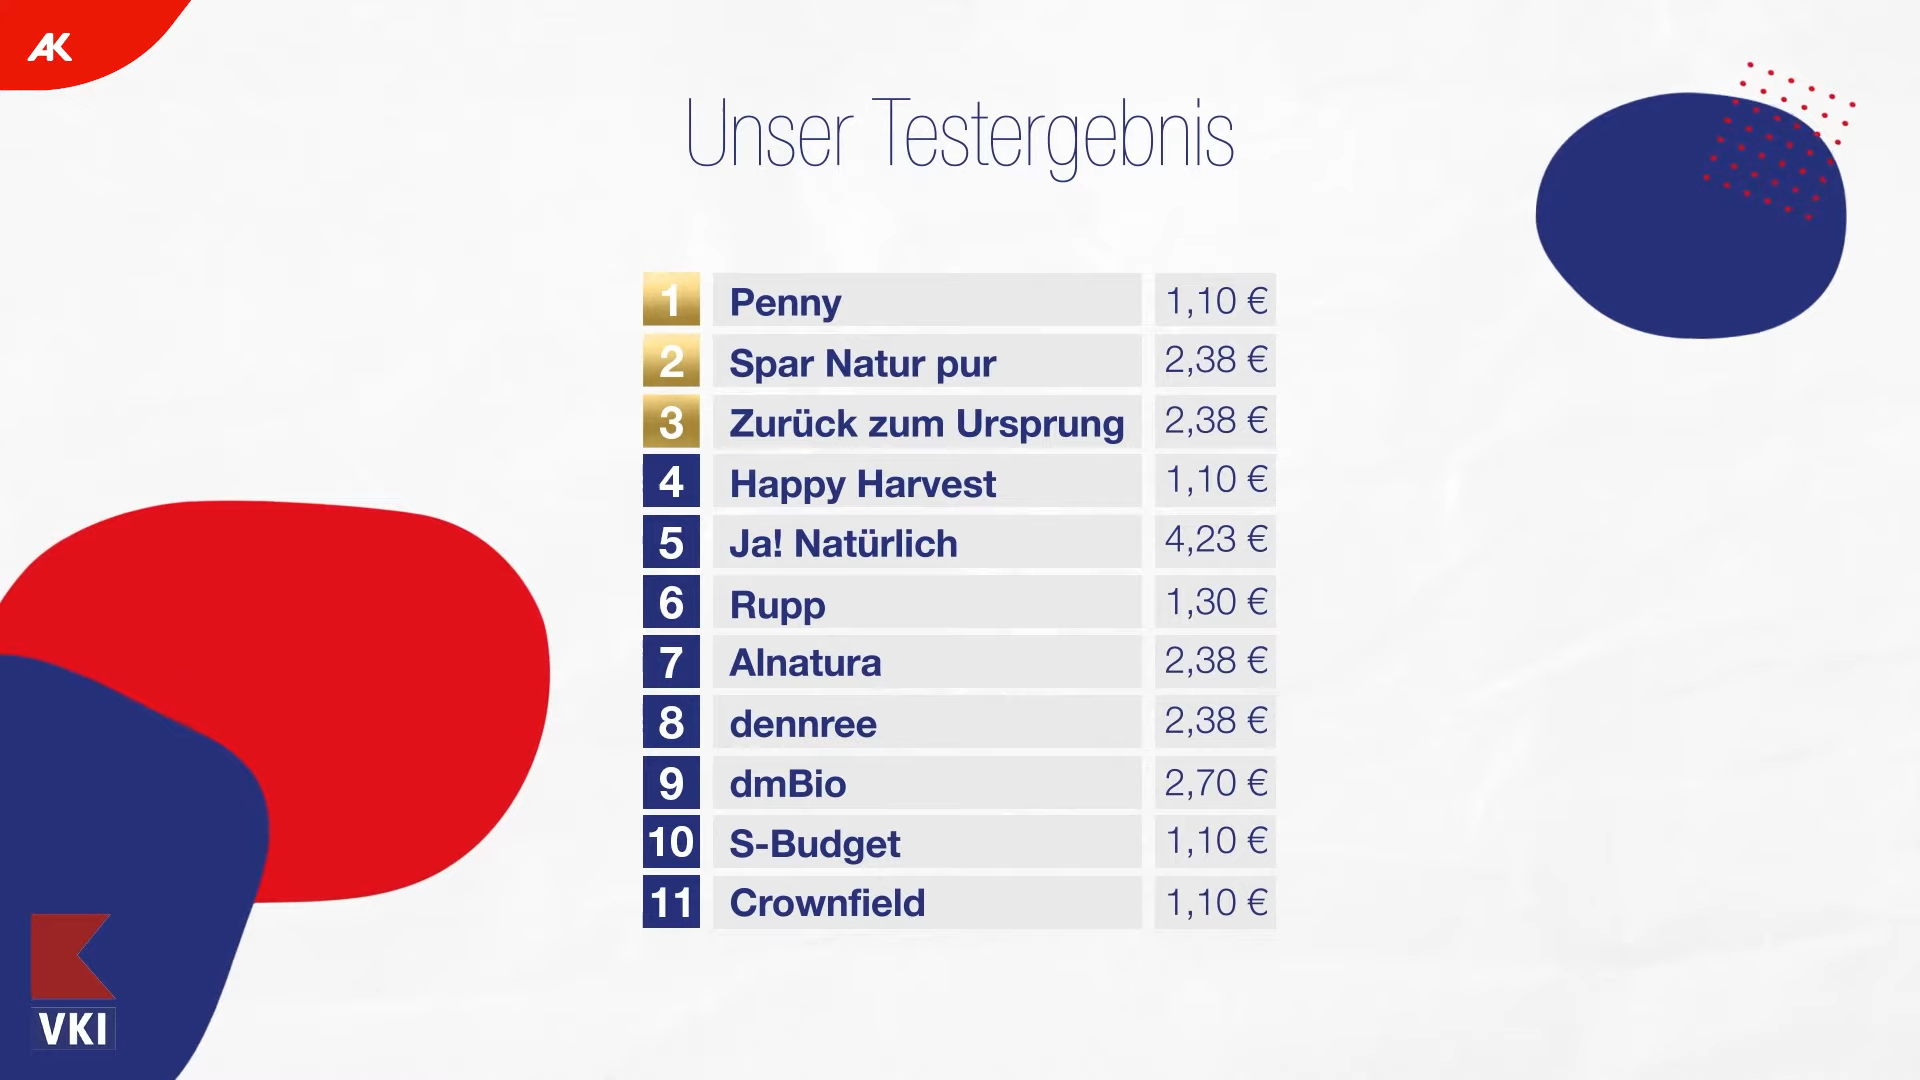 AK
Unser Testergebnis
1 Penny 1,10 €
2 Spar Natur pur 2,38 €
3 Zurück zum Ursprung 2,38 €
4 Happy Harvest 1,10 €
5 Ja! Natürlich 4,23 €
6 Rupp 1,30 €
7 Alnatura 2,38 €
8 dennree 2,38 €
9 dmBio 2,70 €
10 S-Budget 1,10 €
11 Crownfield 1,10 €
VKI